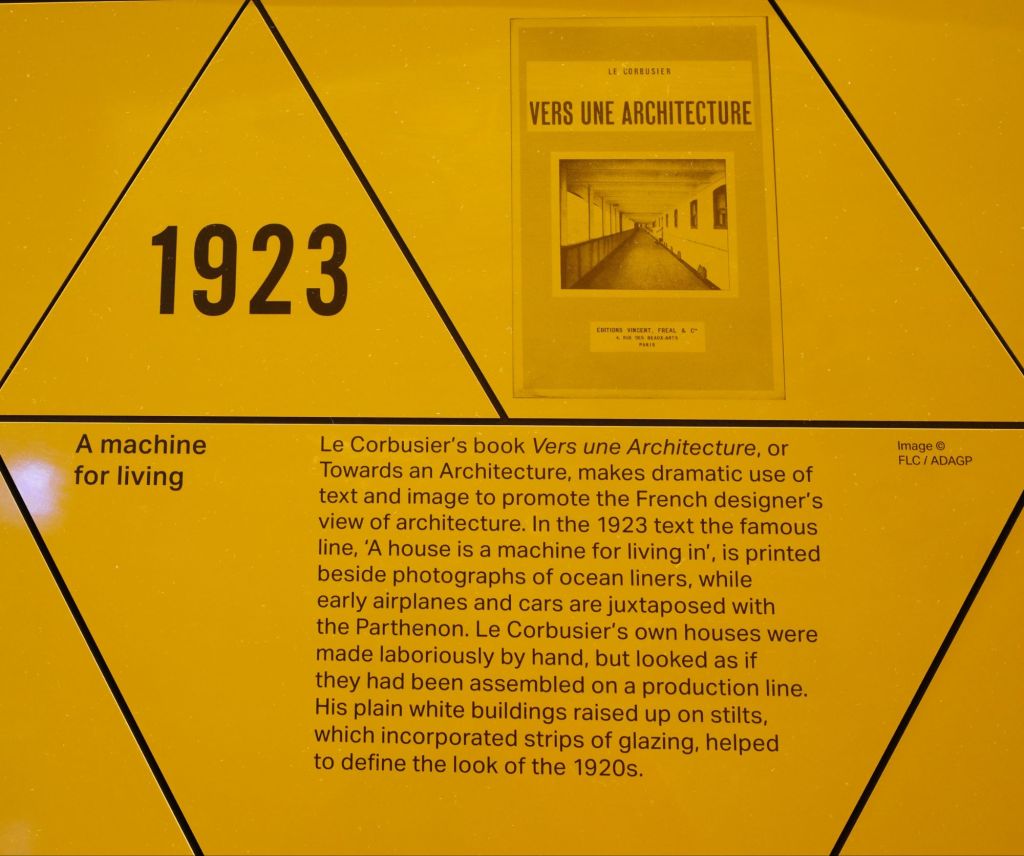 LE CORBUSIER
VERS UNE ARCHITECTURE
1923
EDITIONS VINCENT, FREAL & Cie
4, RUE DES BEAUX-ARTS
PARIS
A machine
for living
Le Corbusier's book Vers une Architecture, or
Towards an Architecture, makes dramatic use of
text and image to promote the French designer's
view of architecture. In the 1923 text the famous
line, ‘A house is a machine for living in’, is printed
beside photographs of ocean liners, while
early airplanes and cars are juxtaposed with
the Parthenon. Le Corbusier's own houses were
made laboriously by hand, but looked as if
they had been assembled on a production line.
His plain white buildings raised up on stilts,
which incorporated strips of glazing, helped
to define the look of the 1920s.
Image ©
FLC / ADAGP